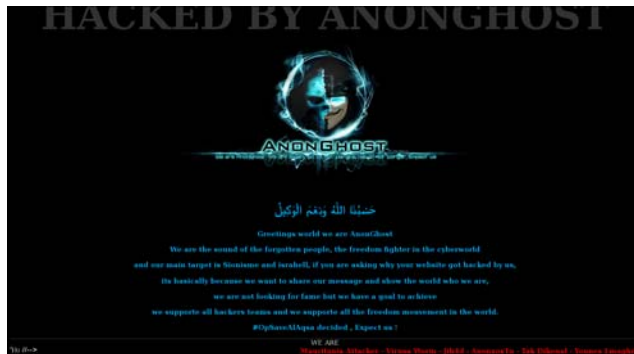 HACKED BY ANONGHOST
ANONGHOST
حَسْبُنَا اللَّهُ وَنِعْمَ الْوَكِيلُ
Greetings world we are AnonGhost
We are the sound of the forgotten people, the freedom fighter in the cyberworld
and our main target is Sionisme and israhell, if you are asking why your website got hacked by us,
its basically because we want to share our message and show the world who we are,
we are not looking for fame but we have a goal to achieve
we supporte all hackers teams and we supporte all the freedom meavement in the world.
#OpSaveAlAqsa decided , Expect us !
WE ARE
Mauritania Attacker - Virusa Worm -